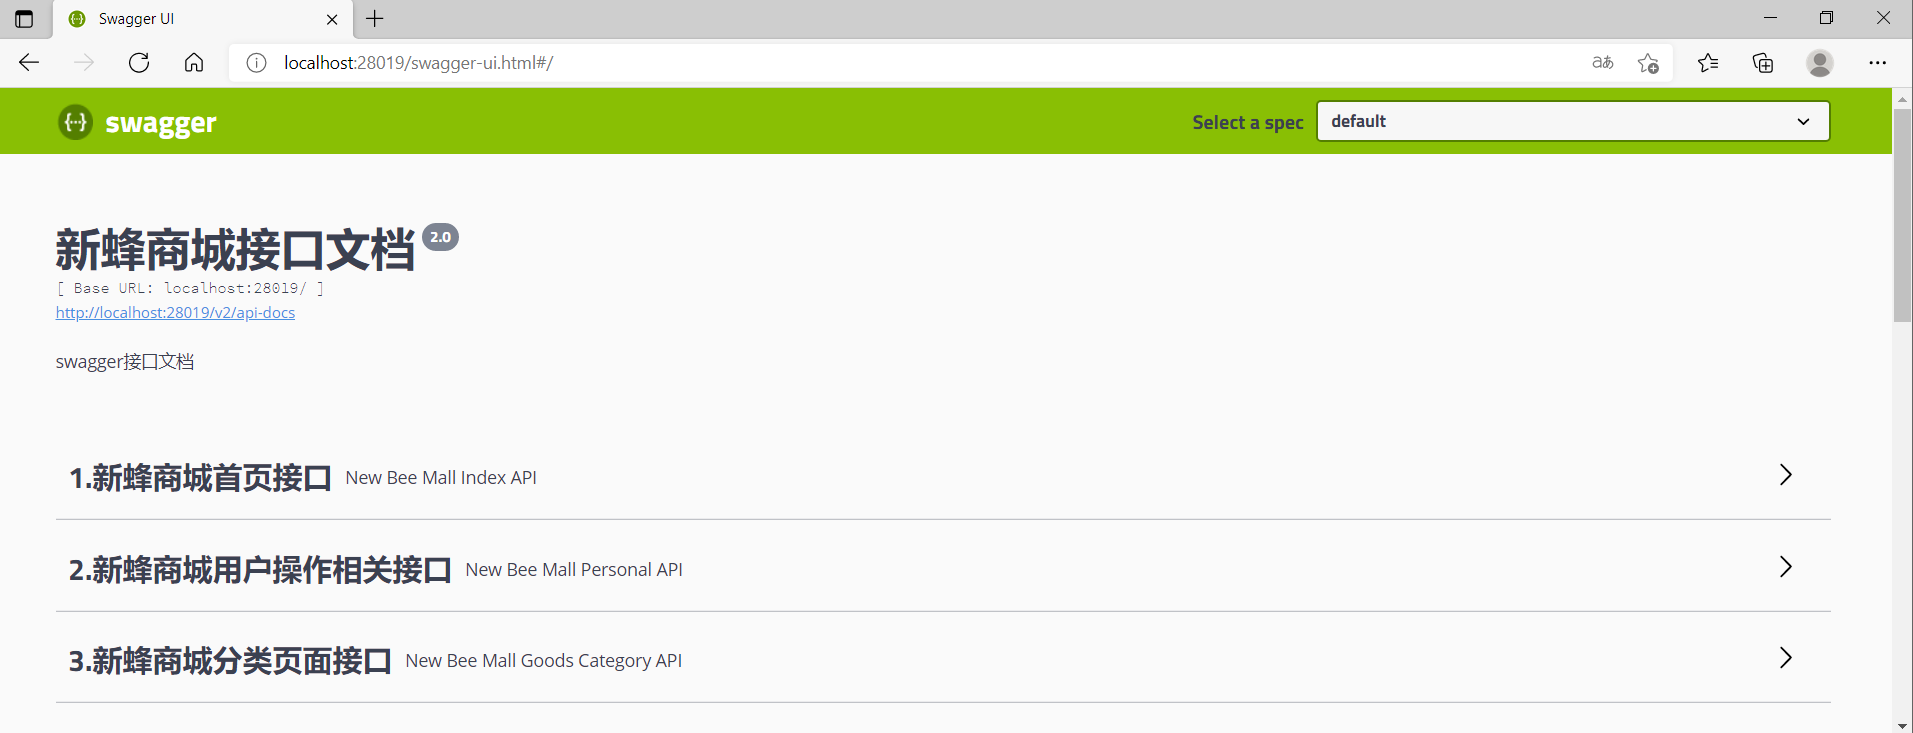 Swagger UI
localhost:28019/swagger-ui.html#/
aあ
{···} swagger
Select a spec
default
新蜂商城接口文档 2.0
[ Base URL: localhost:28019/ ]
http://localhost:28019/v2/api-docs
swagger接口文档
1.新蜂商城首页接口 New Bee Mall Index API
2.新蜂商城用户操作相关接口 New Bee Mall Personal API
3.新蜂商城分类页面接口 New Bee Mall Goods Category API